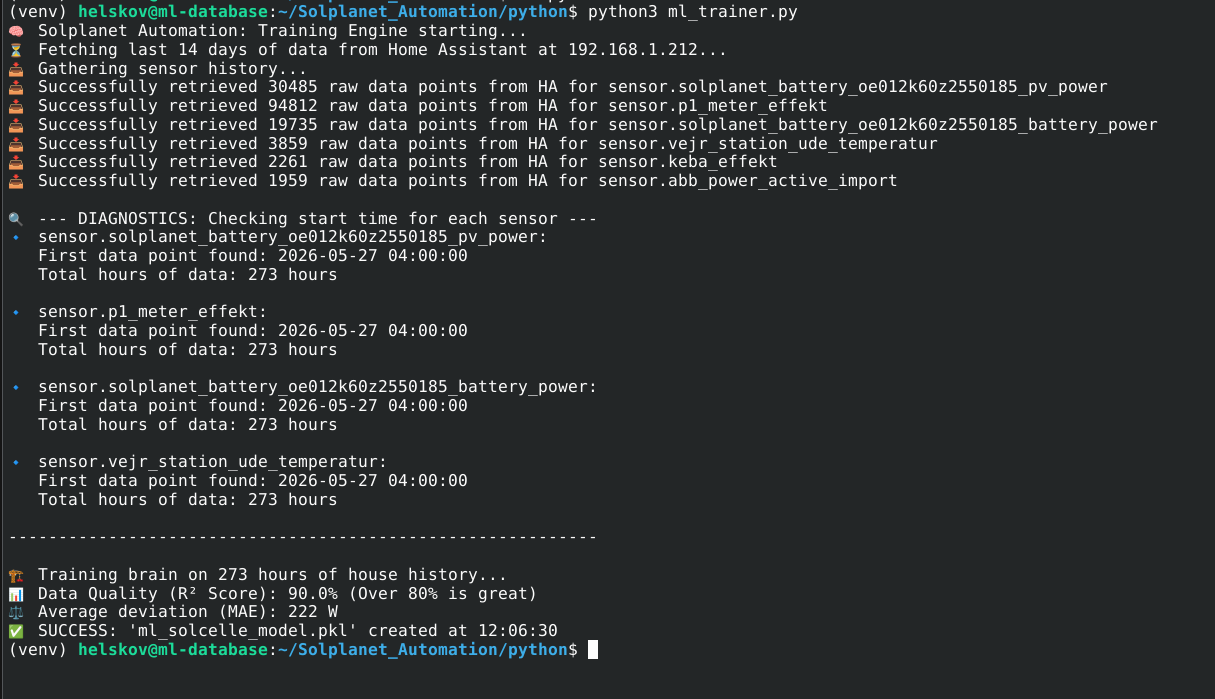 (venv) helskov@ml-database:~/Solplanet_Automation/python$ python3 ml_trainer.py
🧠 Solplanet Automation: Training Engine starting...
⏳ Fetching last 14 days of data from Home Assistant at 192.168.1.212...
📥 Gathering sensor history...
📥 Successfully retrieved 30485 raw data points from HA for sensor.solplanet_battery_oe012k60z2550185_pv_power
📥 Successfully retrieved 94812 raw data points from HA for sensor.p1_meter_effekt
📥 Successfully retrieved 19735 raw data points from HA for sensor.solplanet_battery_oe012k60z2550185_battery_power
📥 Successfully retrieved 3859 raw data points from HA for sensor.vejr_station_ude_temperatur
📥 Successfully retrieved 2261 raw data points from HA for sensor.keba_effekt
📥 Successfully retrieved 1959 raw data points from HA for sensor.abb_power_active_import
🔍 --- DIAGNOSTICS: Checking start time for each sensor ---
🔹 sensor.solplanet_battery_oe012k60z2550185_pv_power:
First data point found: 2026-05-27 04:00:00
Total hours of data: 273 hours
🔹 sensor.p1_meter_effekt:
First data point found: 2026-05-27 04:00:00
Total hours of data: 273 hours
🔹 sensor.solplanet_battery_oe012k60z2550185_battery_power:
First data point found: 2026-05-27 04:00:00
Total hours of data: 273 hours
🔹 sensor.vejr_station_ude_temperatur:
First data point found: 2026-05-27 04:00:00
Total hours of data: 273 hours
-----------------------------------------------------------
🏗️ Training brain on 273 hours of house history...
📊 Data Quality (R² Score): 90.0% (Over 80% is great)
⚖️ Average deviation (MAE): 222 W
✅ SUCCESS: 'ml_solcelle_model.pkl' created at 12:06:30
(venv) helskov@ml-database:~/Solplanet_Automation/python$